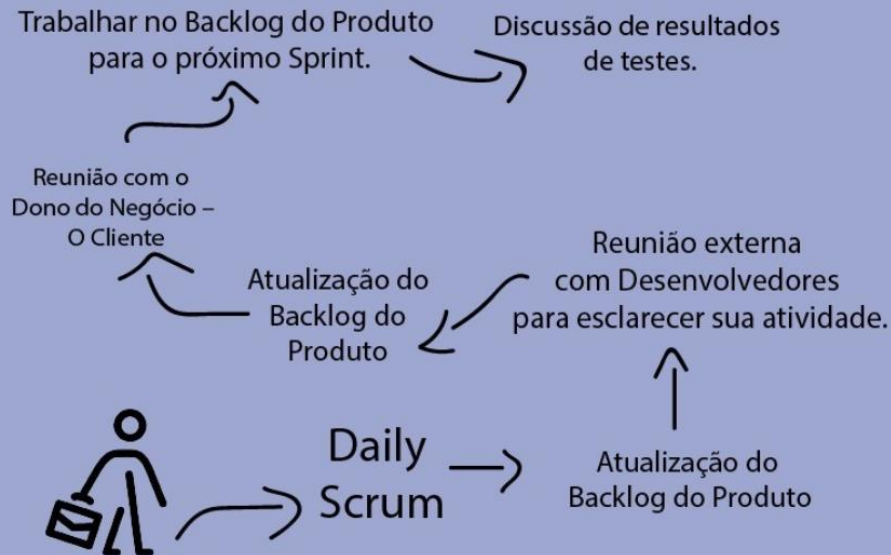 Trabalhar no Backlog do Produto
para o próximo Sprint.
Discussão de resultados
de testes.
Reunião com o
Dono do Negócio –
O Cliente
Atualização do
Backlog do
Produto
Reunião externa
com Desenvolvedores
para esclarecer sua atividade.
Daily
Scrum
Atualização do
Backlog do Produto